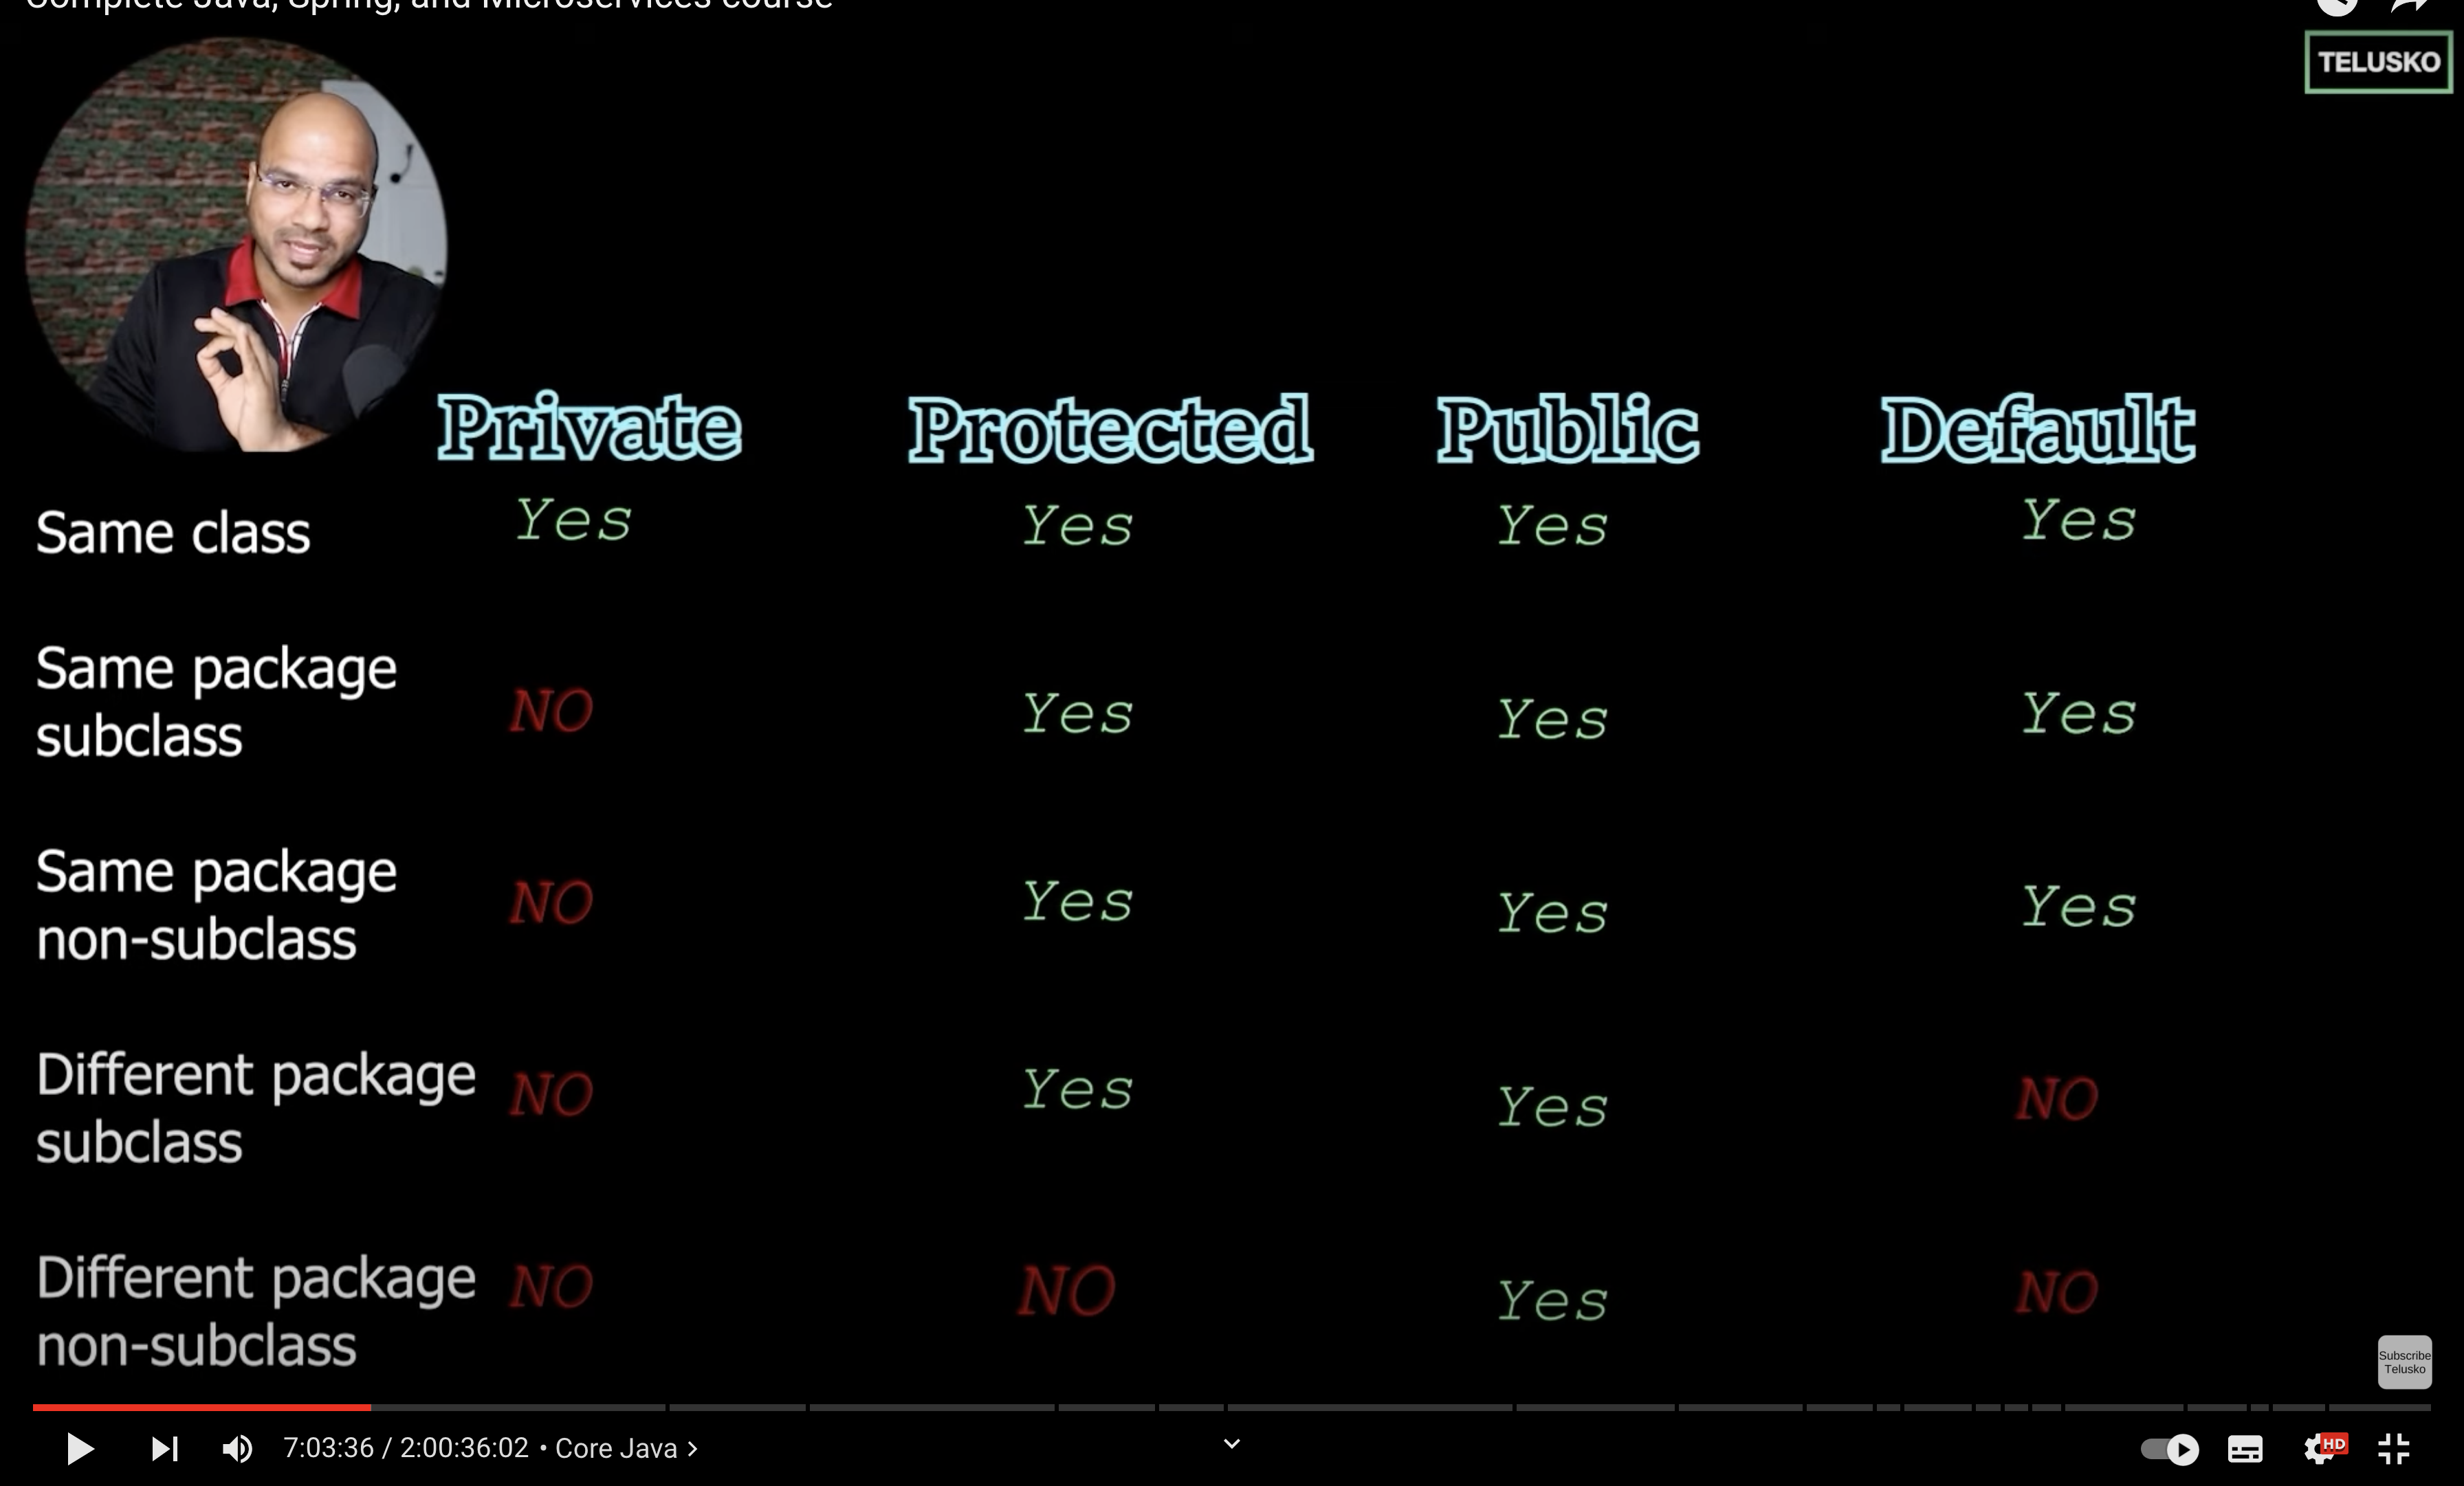 Complete Java, Spring, and Microservices course
TELUSKO
Private Protected Public Default
Same class Yes Yes Yes Yes
Same package
subclass NO Yes Yes Yes
Same package
non-subclass NO Yes Yes Yes
Different package
subclass NO Yes Yes NO
Different package
non-subclass NO NO Yes NO
Subscribe
Telusko
7:03:36 / 2:00:36:02 • Core Java >
HD